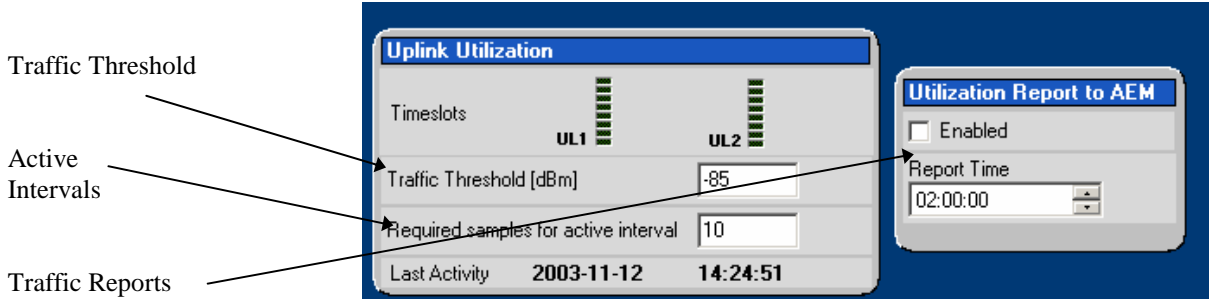 Traffic Threshold
Active
Intervals
Traffic Reports
Uplink Utilization
Timeslots
UL1
UL2
Traffic Threshold [dBm]
-85
Required samples for active interval
10
Last Activity 2003-11-12 14:24:51
Utilization Report to AEM
Enabled
Report Time
02:00:00